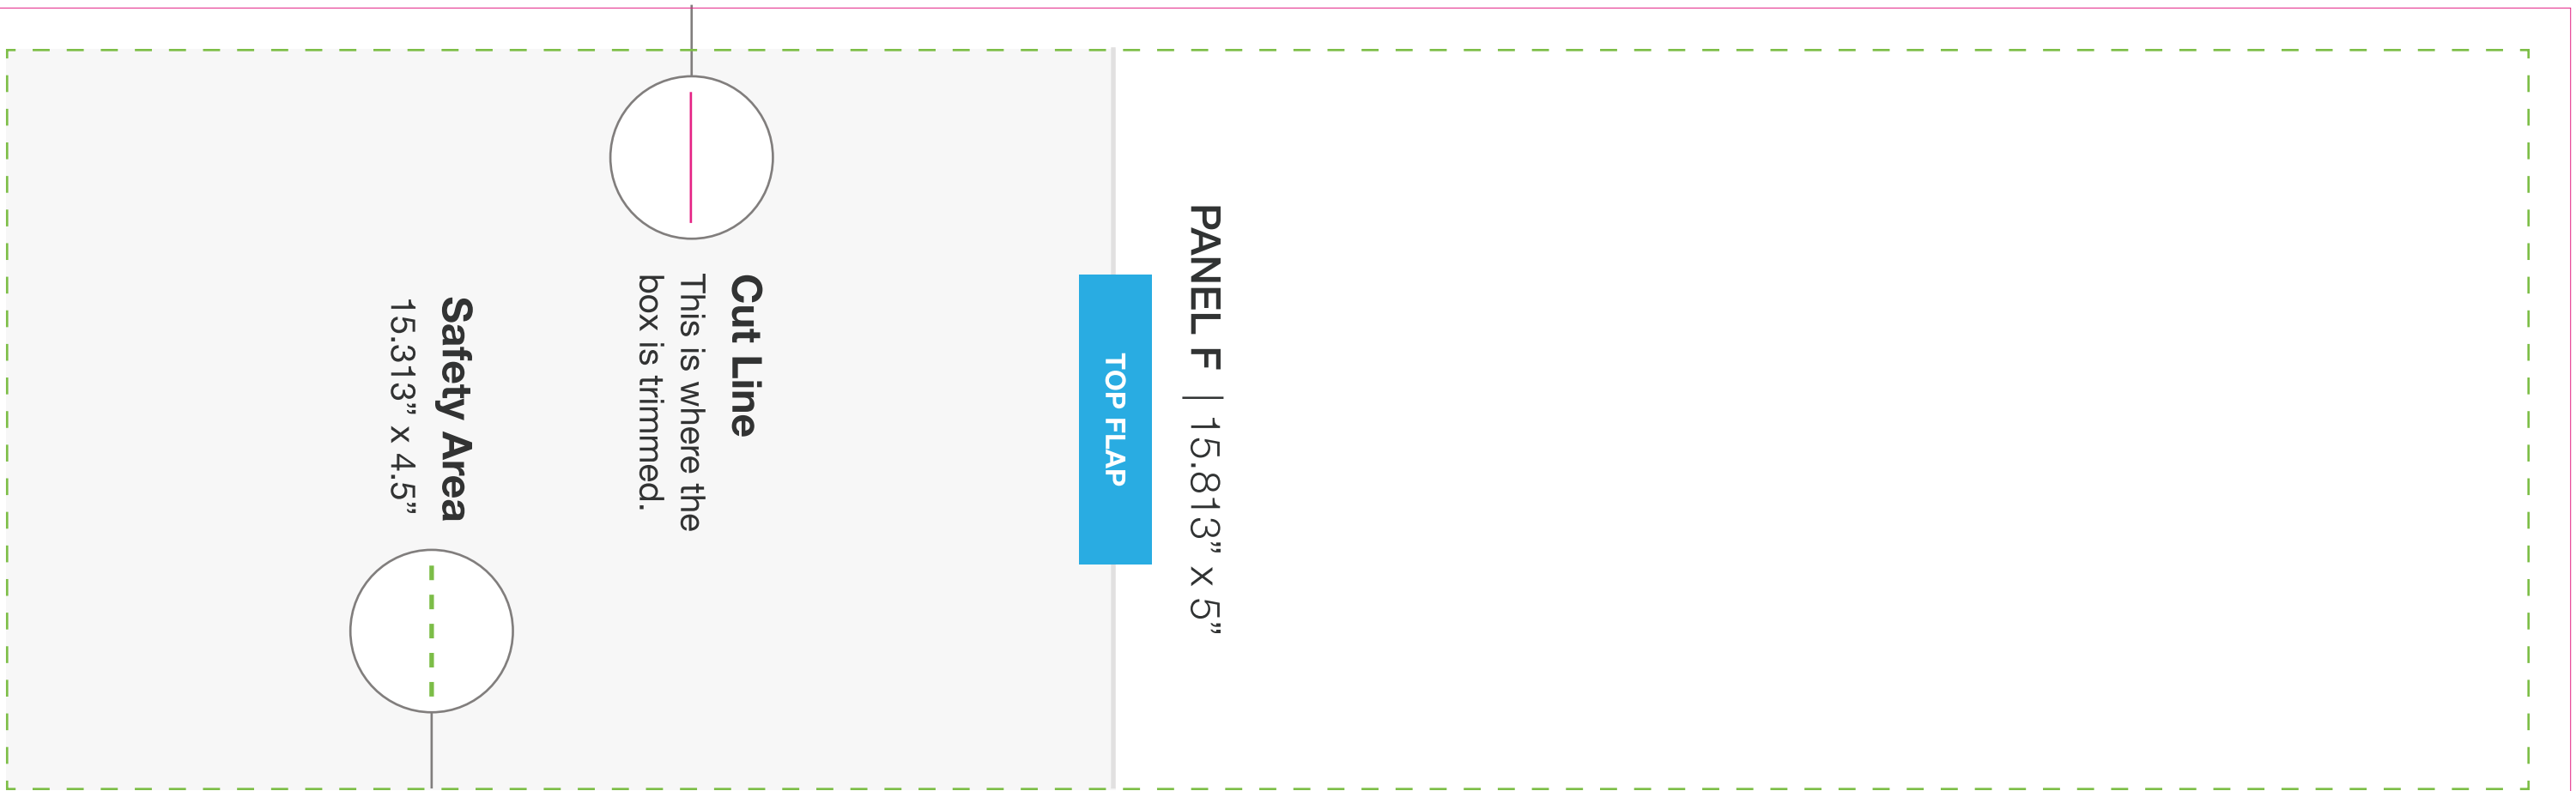 PANEL F | 15.813” x 5”
TOP FLAP
Cut Line
This is where the
box is trimmed.
Safety Area
15.313” x 4.5”